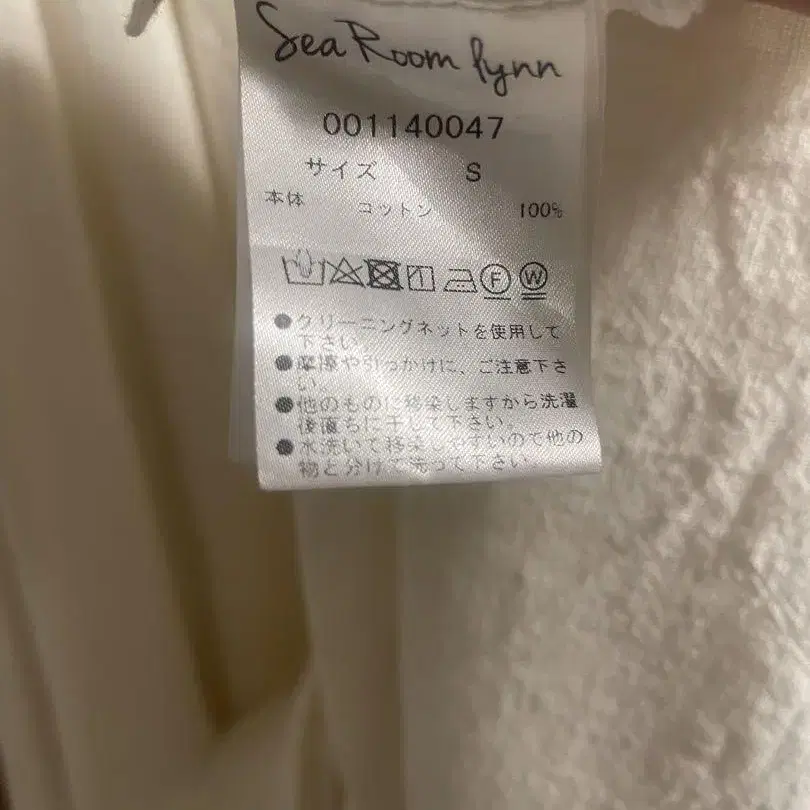 Sea Room lynn
001140047
サイズ S
本体 コットン 100%
F W
●クリーニングネットを使用して
下さい。
●摩擦や引っかけに、ご注意下さ
い。
●他のものに移染しますから洗濯
後直ちに干して下さい。
●水洗いで移染しやすいので他の
物と分けて洗って下さい。